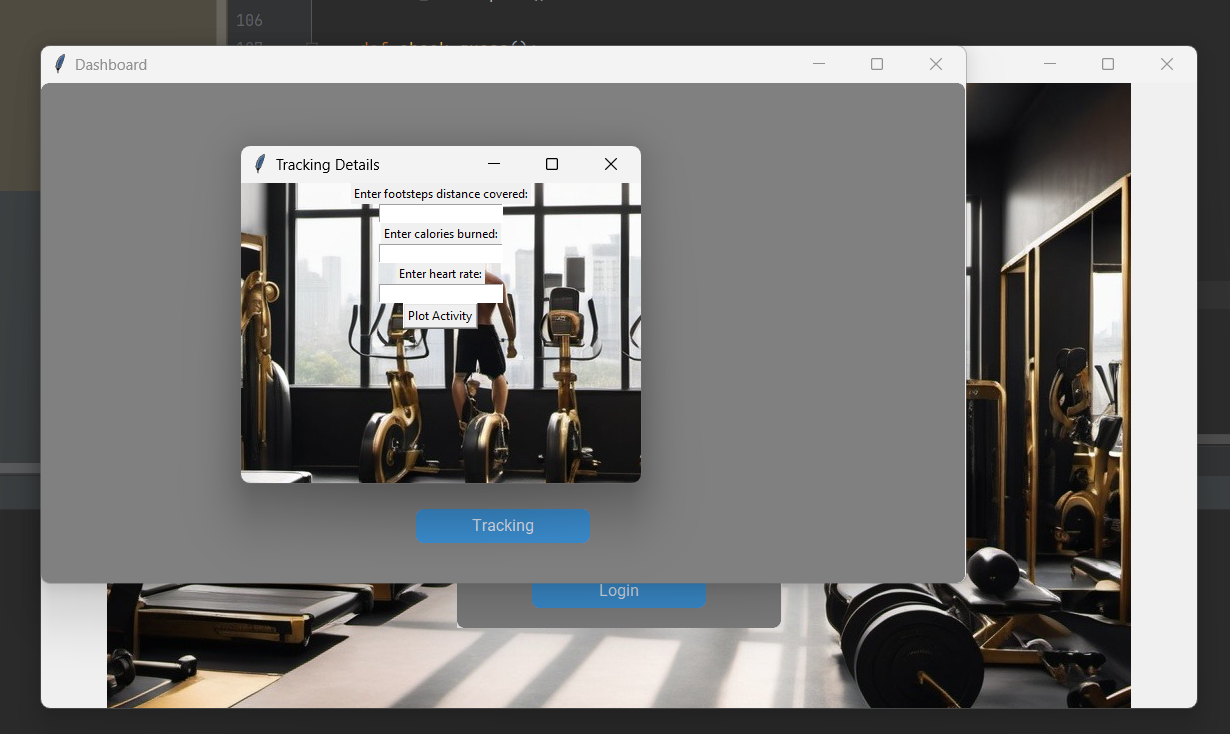 106
Dashboard
Tracking Details
Enter footsteps distance covered:
Enter calories burned:
Enter heart rate:
Plot Activity
Tracking
Login